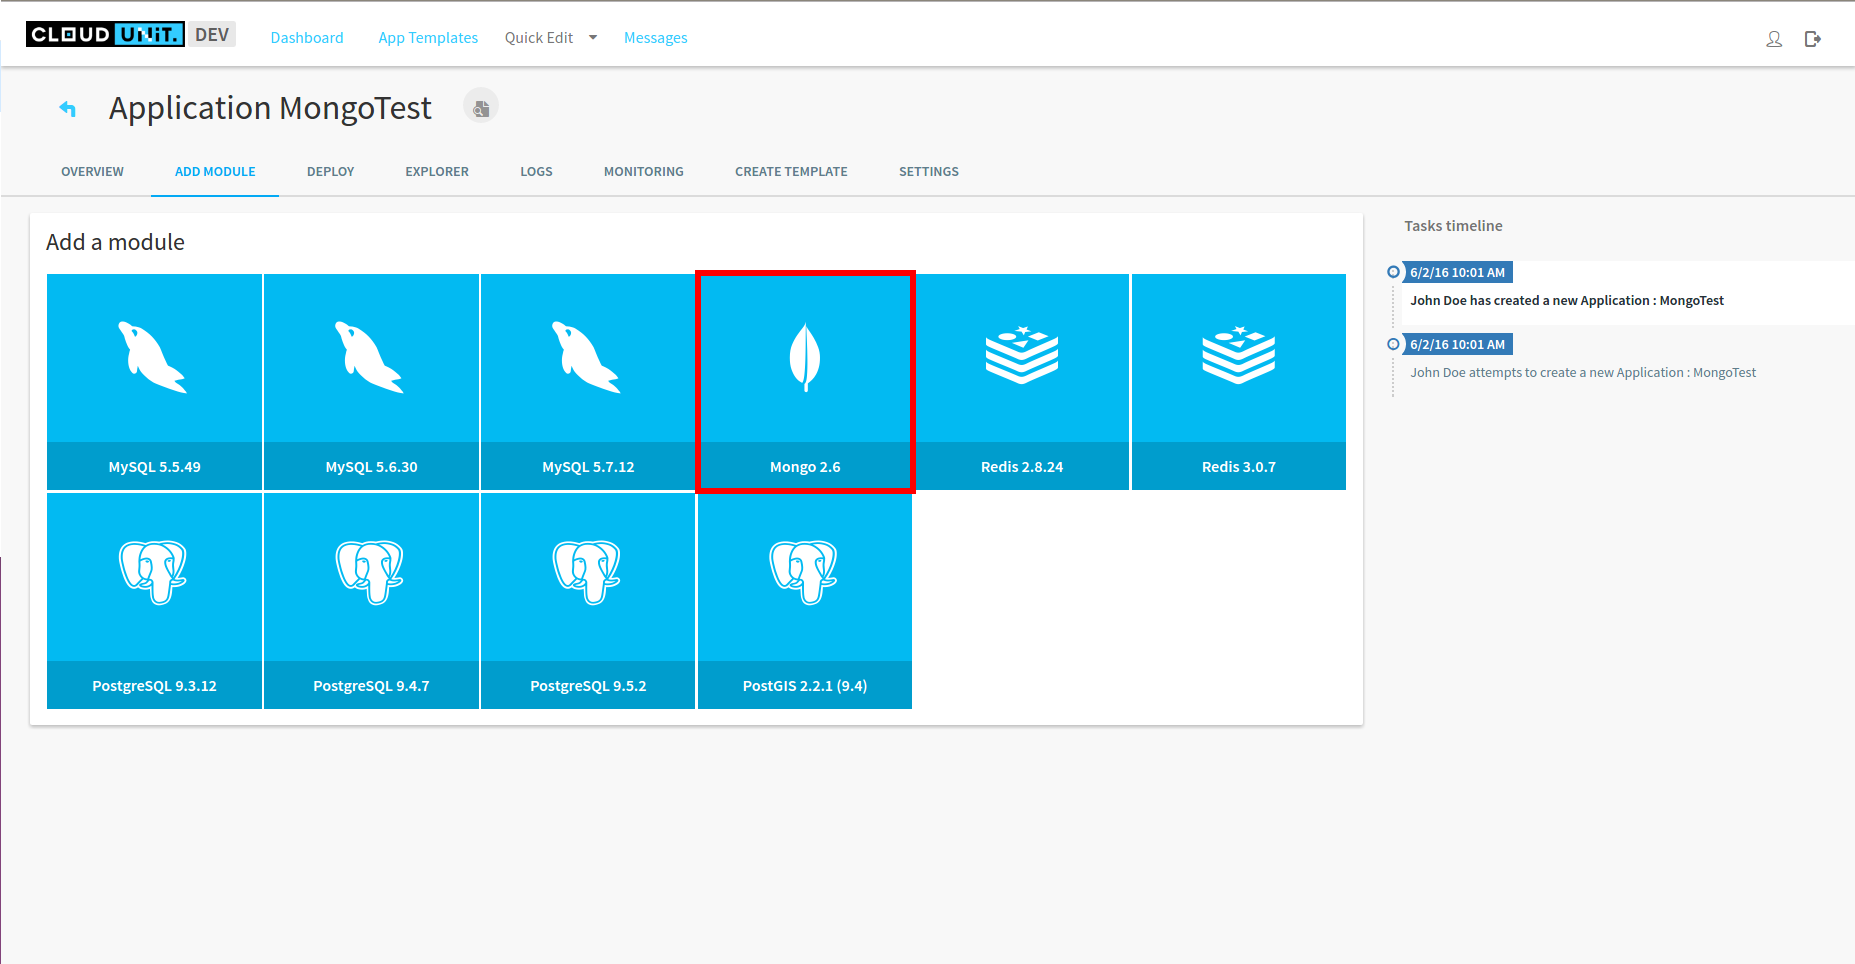 CLOUD UNIT. DEV Dashboard App Templates Quick Edit Messages
Application MongoTest
OVERVIEW ADD MODULE DEPLOY EXPLORER LOGS MONITORING CREATE TEMPLATE SETTINGS
Add a module
MySQL 5.5.49 MySQL 5.6.30 MySQL 5.7.12 Mongo 2.6 Redis 2.8.24 Redis 3.0.7
PostgreSQL 9.3.12 PostgreSQL 9.4.7 PostgreSQL 9.5.2 PostGIS 2.2.1 (9.4)
Tasks timeline
6/2/16 10:01 AM
John Doe has created a new Application : MongoTest
6/2/16 10:01 AM
John Doe attempts to create a new Application : MongoTest